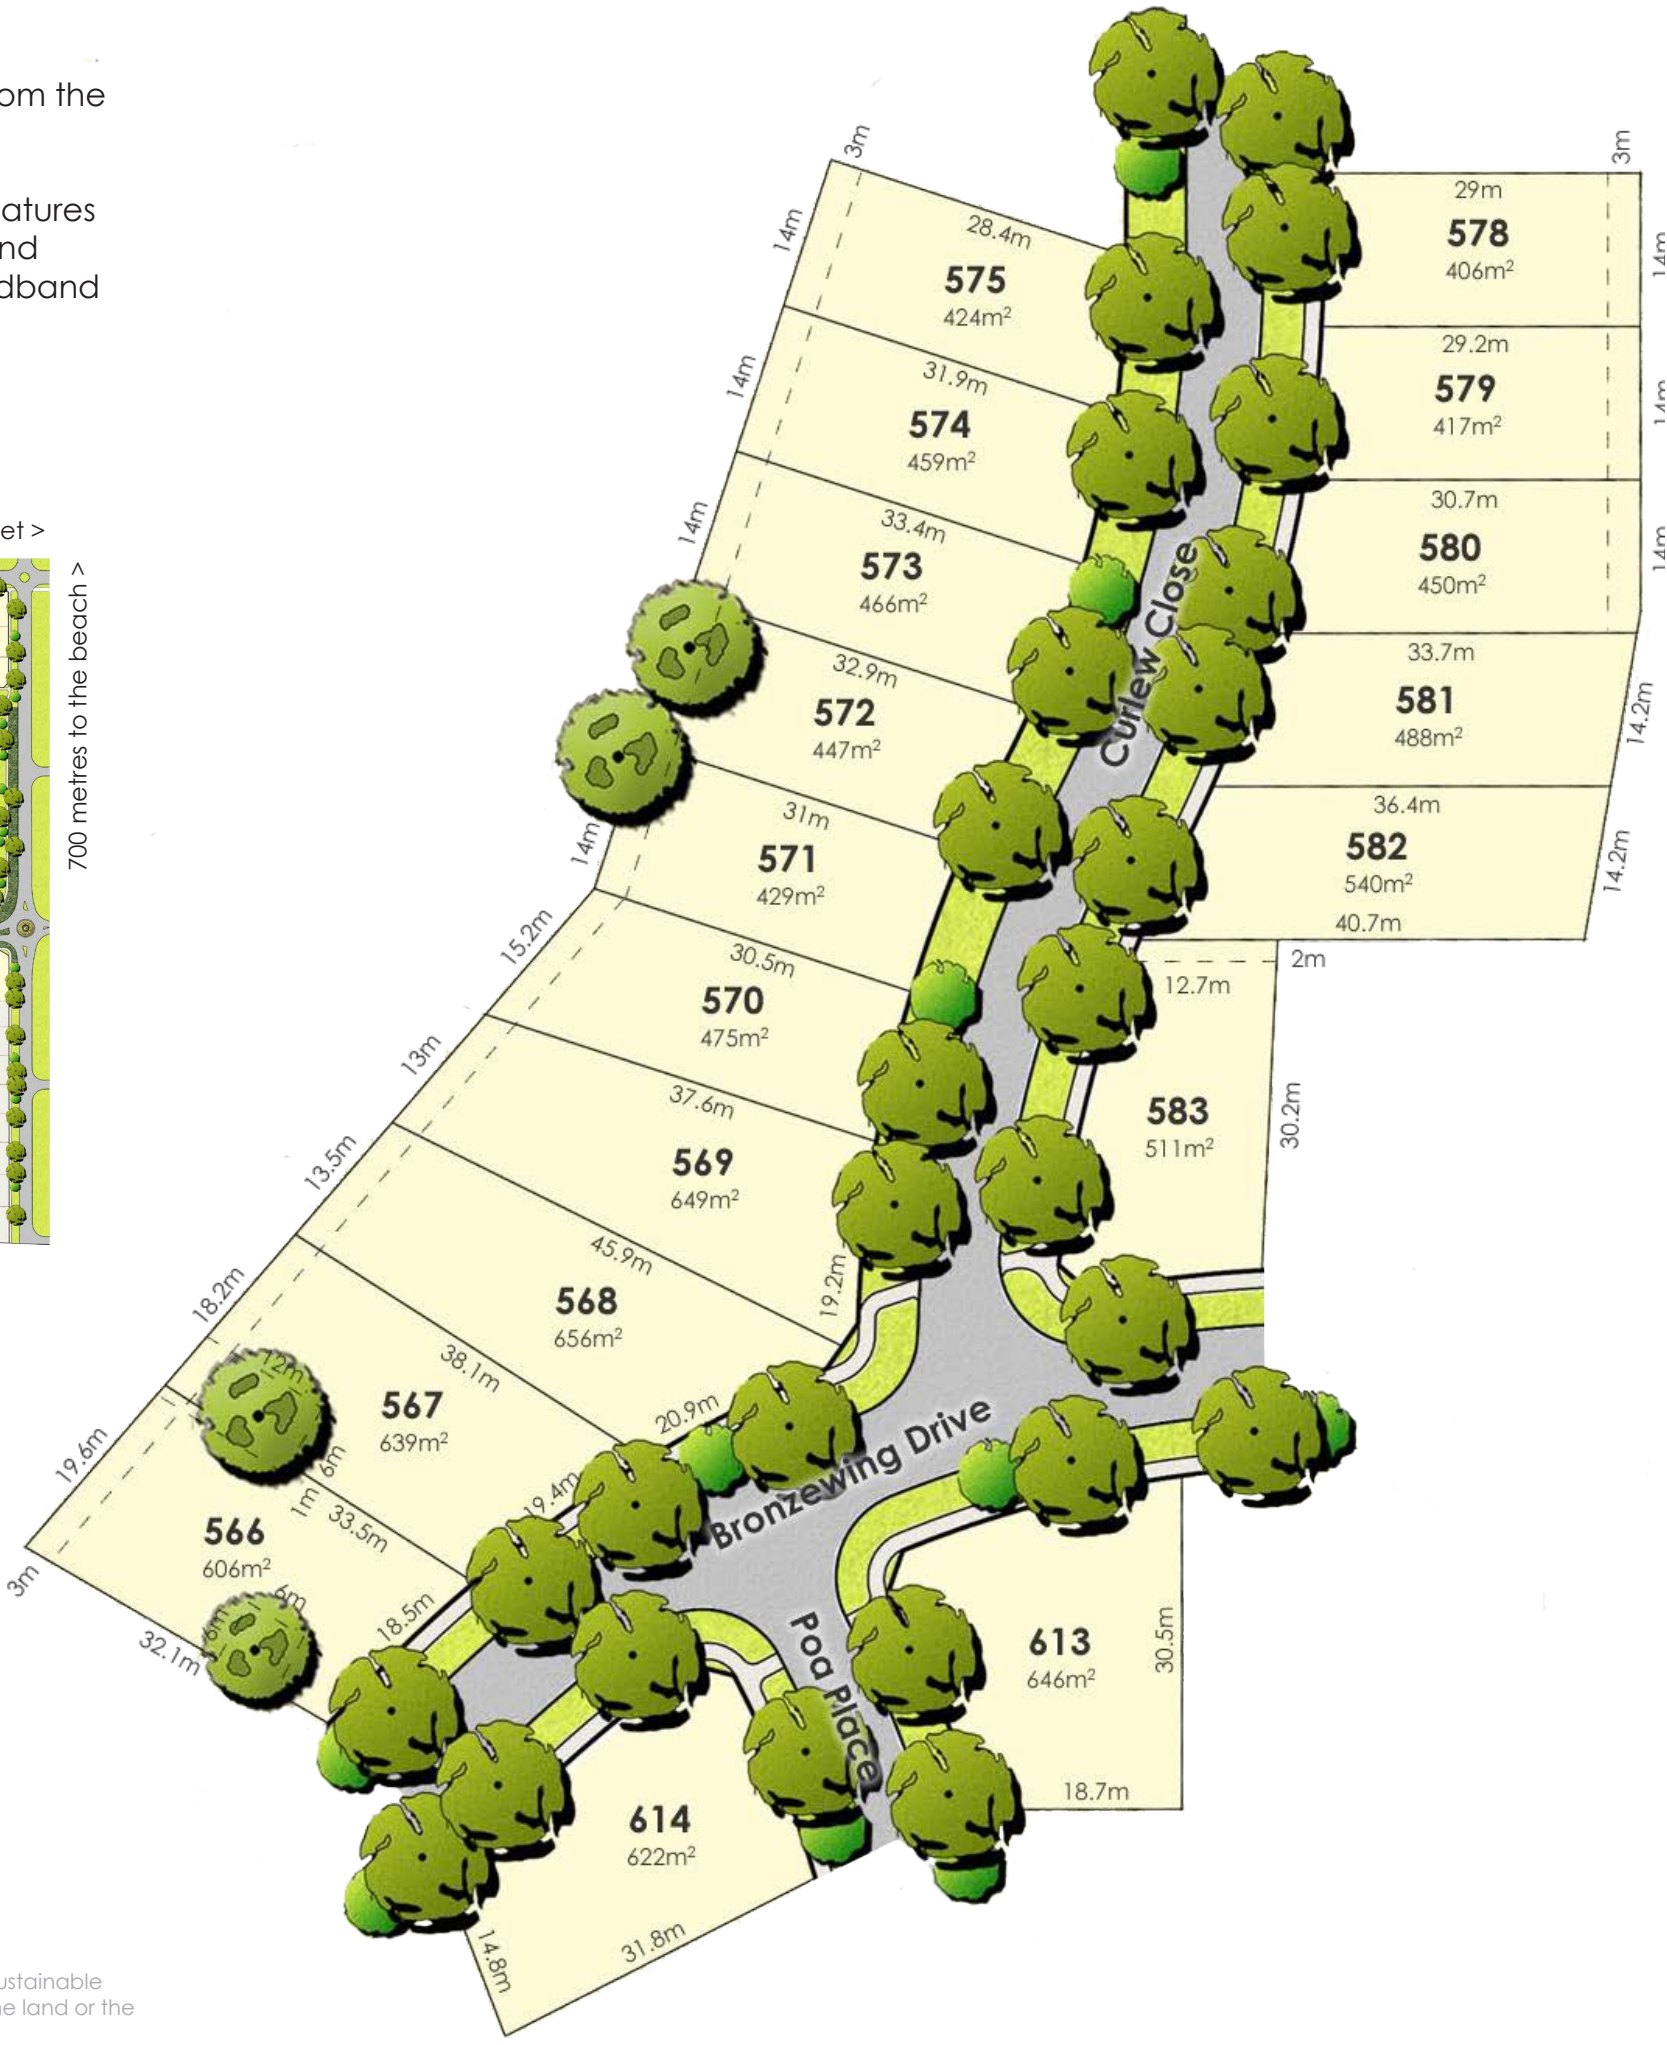 om the
atures
nd
dband
et >
700 metres to the beach >
3m
14m
28.4m
575
424m²
14m
31.9m
574
459m²
14m
33.4m
573
466m²
32.9m
572
447m²
14m
31m
571
429m²
15.2m
30.5m
570
475m²
13m
37.6m
569
649m²
13.5m
45.9m
19.2m
568
656m²
18.2m
38.1m
20.9m
12m
567
639m²
19.6m
6m
1m
33.5m
19.4m
566
606m²
3m
6m
6m
18.5m
32.1m
3m
29m
578
406m²
14m
29.2m
579
417m²
14m
30.7m
580
450m²
14m
33.7m
581
488m²
14.2m
36.4m
582
540m²
14.2m
40.7m
2m
12.7m
583
511m²
30.2m
Curlew Close
Bronzewing Drive
Poa Place
613
646m²
30.5m
18.7m
614
622m²
14.8m
31.8m
ustainable
ne land or the